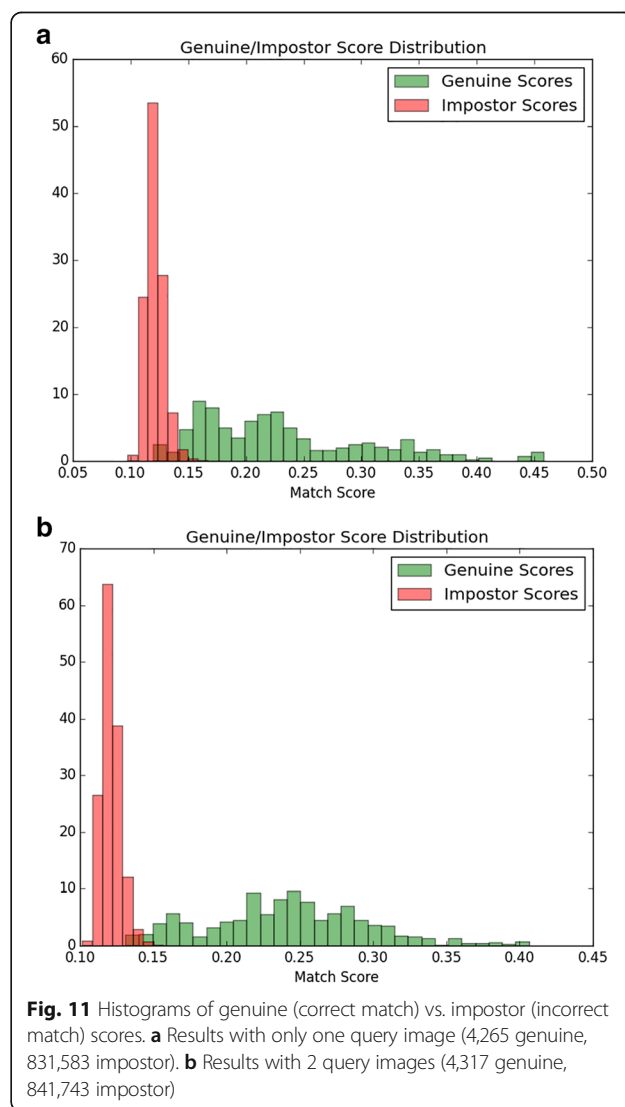 a
Genuine/Impostor Score Distribution
60
50
40
30
20
10
0
Genuine Scores
Impostor Scores
0.05 0.10 0.15 0.20 0.25 0.30 0.35 0.40 0.45 0.50
Match Score
b
Genuine/Impostor Score Distribution
70
60
50
40
30
20
10
0
Genuine Scores
Impostor Scores
0.10 0.15 0.20 0.25 0.30 0.35 0.40 0.45
Match Score
Fig. 11 Histograms of genuine (correct match) vs. impostor (incorrect
match) scores. a Results with only one query image (4,265 genuine,
831,583 impostor). b Results with 2 query images (4,317 genuine,
841,743 impostor)